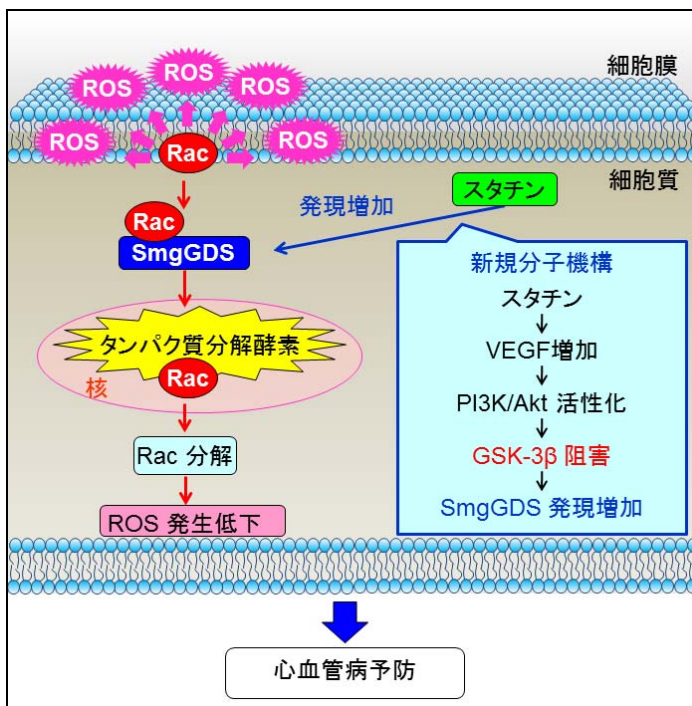 ROS
ROS
ROS
ROS
ROS
Rac
細胞膜
細胞質
スタチン
発現増加
Rac
SmgGDS
タンパク質分解酵素
Rac
核
Rac 分解
ROS 発生低下
新規分子機構
スタチン
VEGF増加
PI3K/Akt 活性化
GSK-3β 阻害
SmgGDS 発現増加
心血管病予防